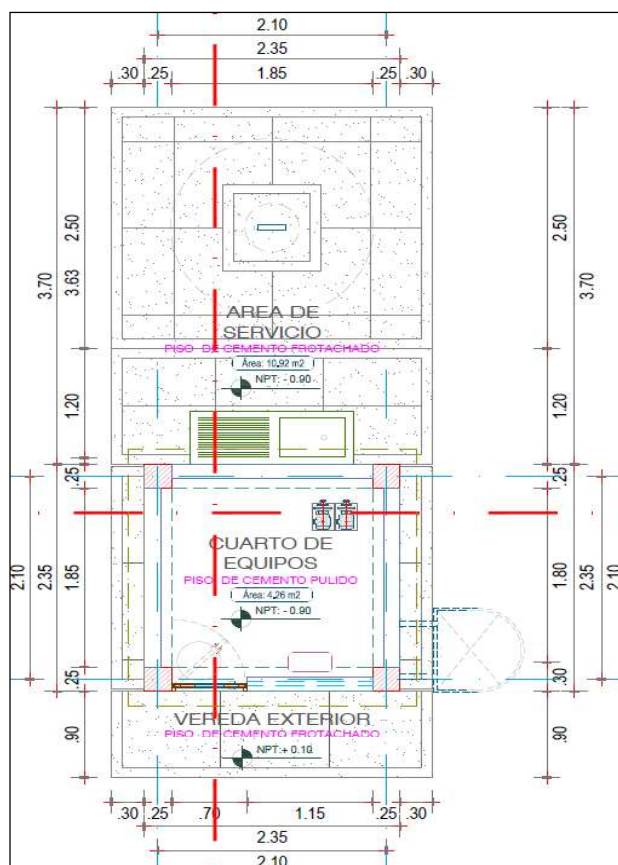 2.10
2.35
.30 .25 1.85 .25 .30
2.50
3.63
3.70
2.50
3.70
AREA DE
SERVICIO
PISO DE CEMENTO FROTACHADO
Área: 10.92 m2
NPT: - 0.90
1.20
1.20
.25
.25
CUARTO DE
EQUIPOS
PISO DE CEMENTO PULIDO
Área: 4.26 m2
NPT: - 0.90
2.10
2.35
1.85
1.80
2.35
2.10
.25
.30
VEREDA EXTERIOR
PISO DE CEMENTO FROTACHADO
NPT:+ 0.10
.90
.90
.30 .25 .70 1.15 .25 .30
2.35
2.10